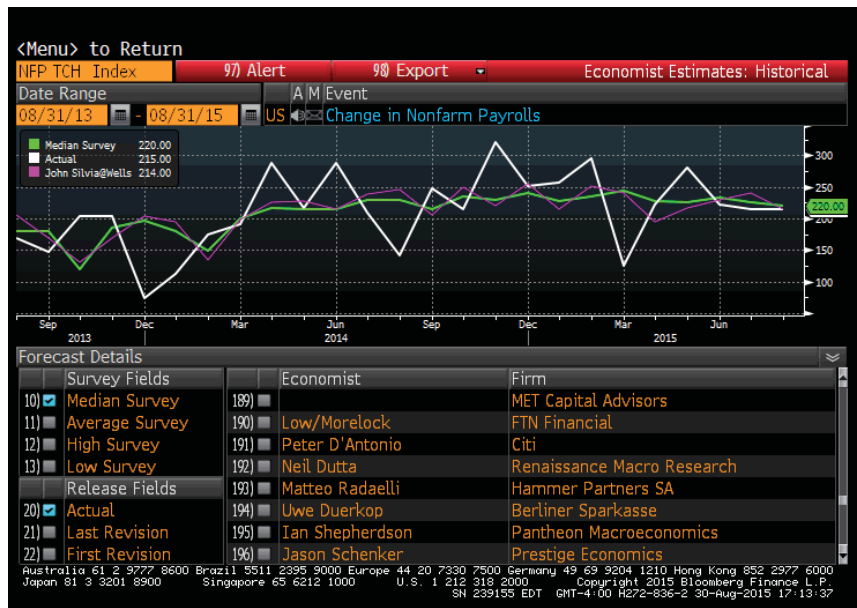 <Menu> to Return
NFP TCH Index 97) Alert 98) Export Economist Estimates: Historical
Date Range A M Event
08/31/13 - 08/31/15 US Change in Nonfarm Payrolls
Median Survey 220.00
Actual 215.00
John Silvia@Wells 214.00
300
250
220.00
200
150
100
Sep Dec Mar Jun Sep Dec Mar Jun
2013 2014 2015
Forecast Details
Survey Fields Economist Firm
10) Median Survey 189) MET Capital Advisors
11) Average Survey 190) Low/Morelock FTN Financial
12) High Survey 191) Peter D'Antonio Citi
13) Low Survey 192) Neil Dutta Renaissance Macro Research
Release Fields 193) Matteo Radaelli Hammer Partners SA
20) Actual 194) Uwe Duerkop Berliner Sparkasse
21) Last Revision 195) Ian Shepherdson Pantheon Macroeconomics
22) First Revision 196) Jason Schenker Prestige Economics
Australia 61 2 9777 8600 Brazil 5511 2395 9000 Europe 44 20 7330 7500 Germany 49 69 9204 1210 Hong Kong 852 2977 6000
Japan 81 3 3201 8900 Singapore 65 6212 1000 U.S. 1 212 318 2000 Copyright 2015 Bloomberg Finance L.P.
SN 239155 EDT GMT-4:00 H272-836-2 30-Aug-2015 17:13:37